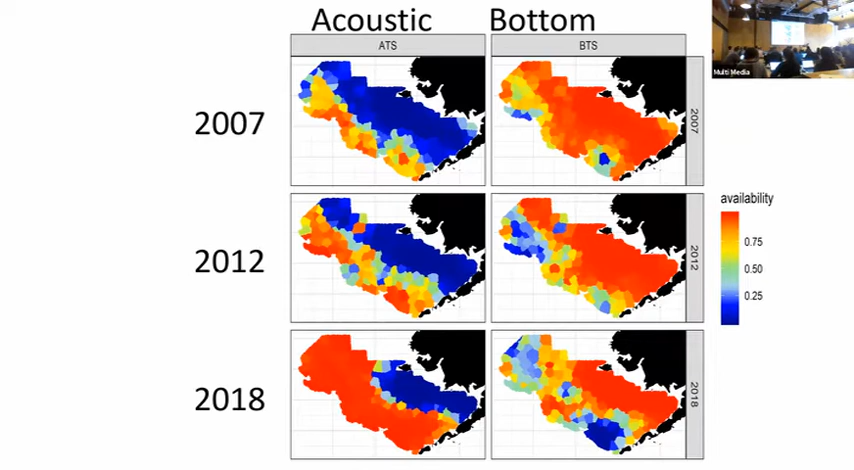 Acoustic Bottom
ATS BTS
Multi Media
2007 2007
2012 2012
2018 2018
availability
0.75
0.50
0.25